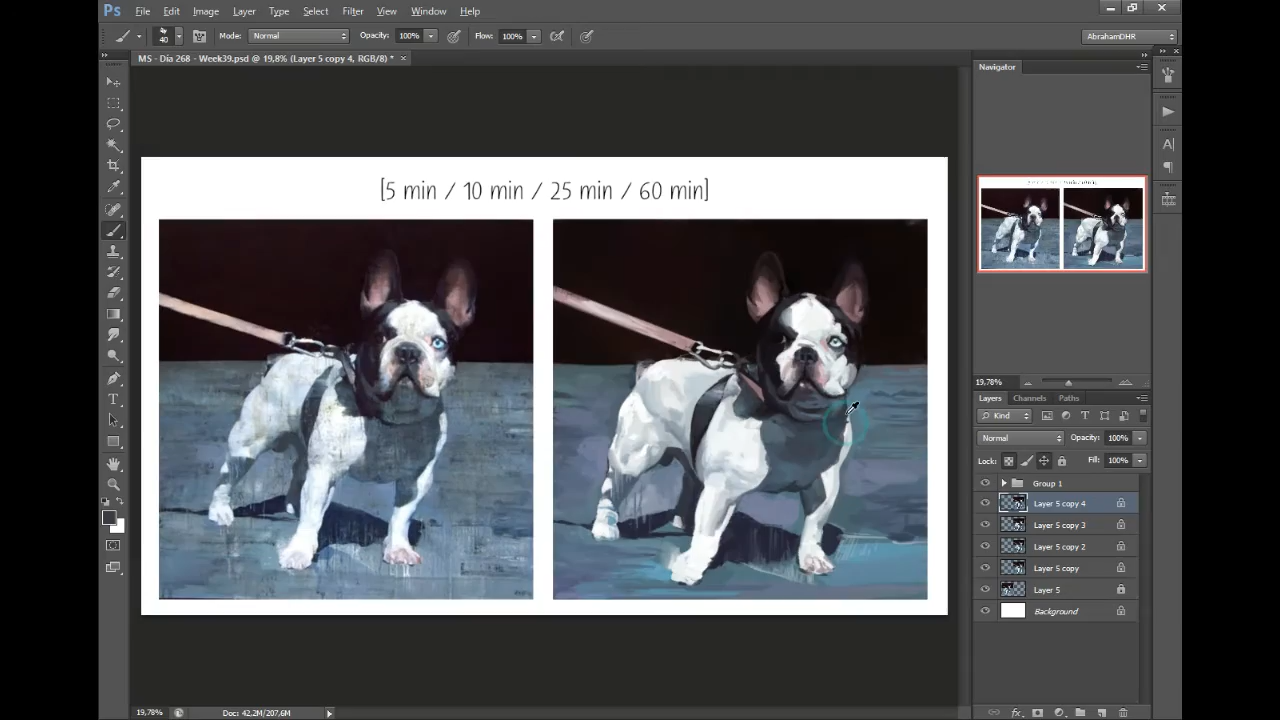 Ps File Edit Image Layer Type Select Filter View Window Help
40 Mode: Normal Opacity: 100% Flow: 100% AbrahamDHR
MS - Dia 268 - Week39.psd @ 19,8% (Layer 5 copy 4, RGB/8) *
Navigator
[5 min / 10 min / 25 min / 60 min]
19,78%
Layers Channels Paths
Kind
Normal Opacity: 100%
Lock: Fill: 100%
Group 1
Layer 5 copy 4
Layer 5 copy 3
Layer 5 copy 2
Layer 5 copy
Layer 5
Background
19,78% Doc: 42,2M/207,6M